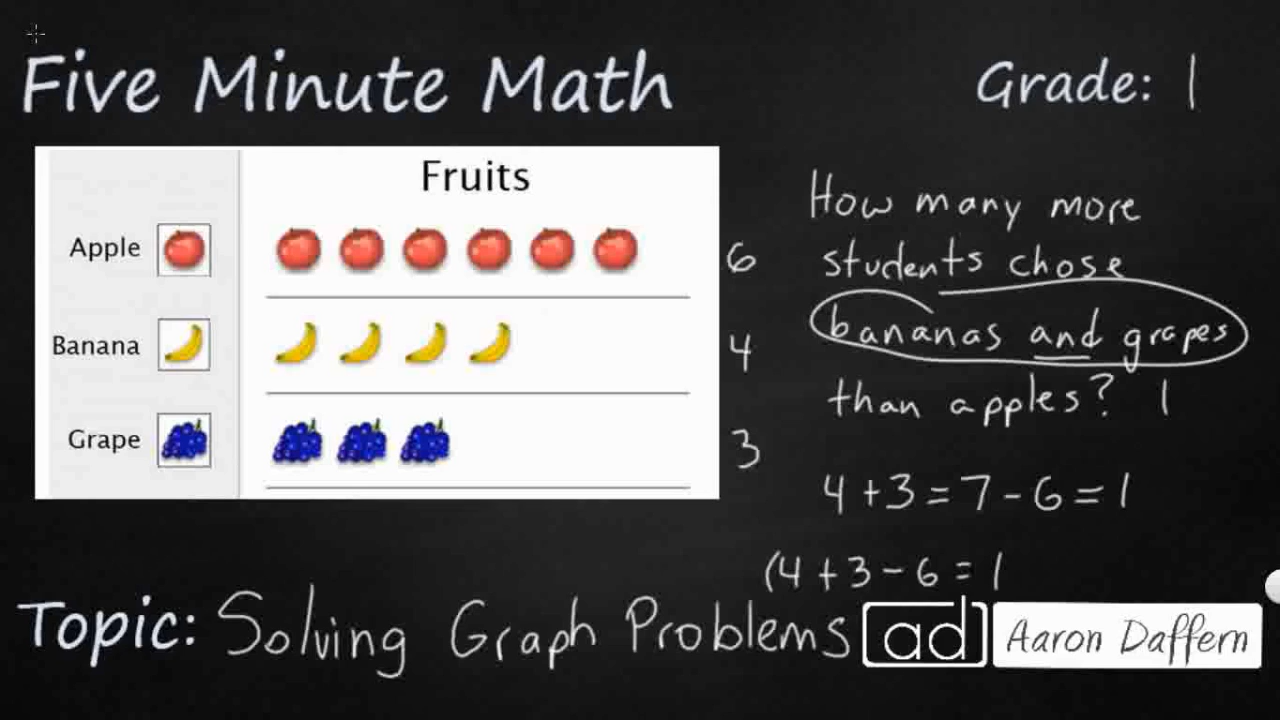 Five Minute Math
Grade: 1
Fruits
Apple
Banana
Grape
6
4
3
How many more
students chose
bananas and grapes
than apples? 1
4+3=7-6=1
(4+3-6=1
Topic: Solving Graph Problems
ad Aaron Daffern